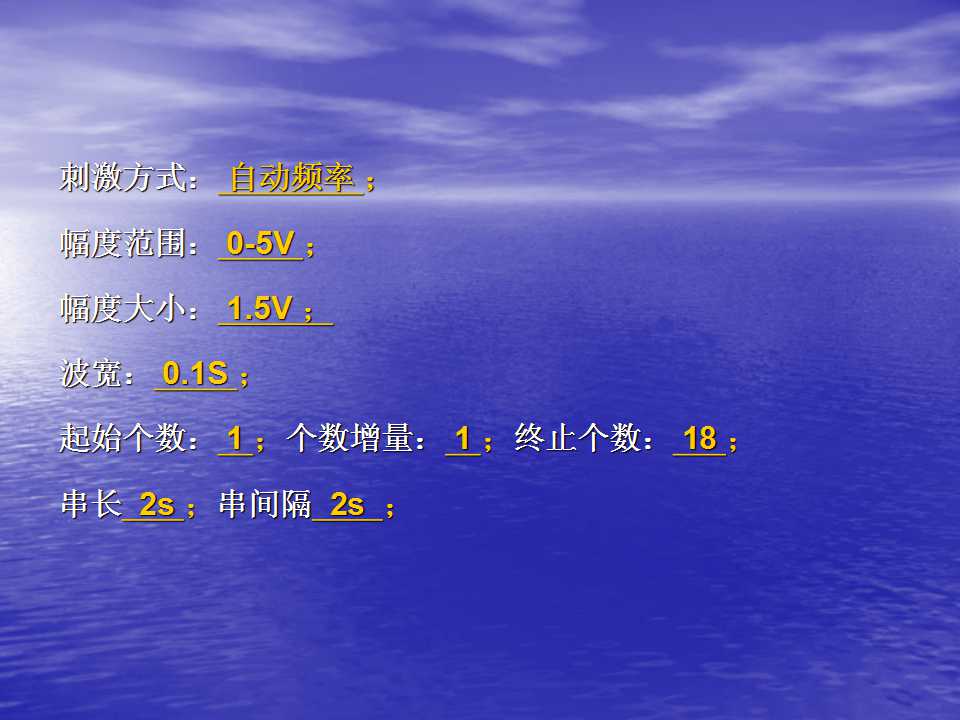 刺激方式： 自动频率 ；
幅度范围： 0-5V ；
幅度大小： 1.5V ；
波宽： 0.1S ；
起始个数： 1 ；个数增量： 1 ；终止个数： 18 ；
串长 2s ；串间隔 2s ；